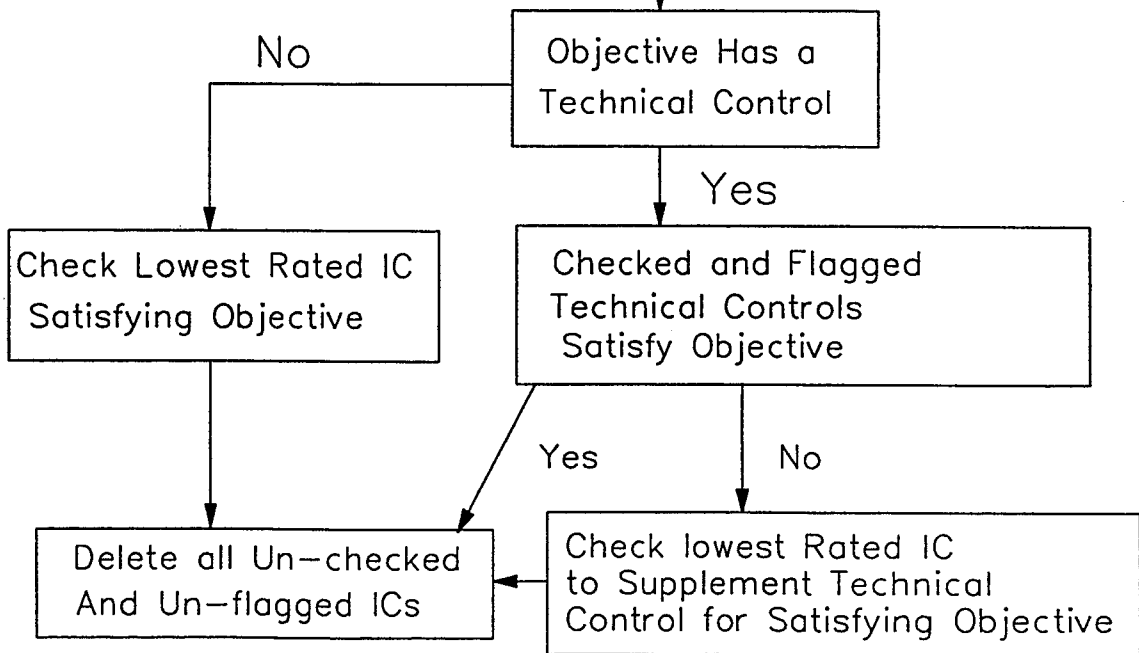 No
Objective Has a
Technical Control
Yes
Check Lowest Rated IC
Satisfying Objective
Checked and Flagged
Technical Controls
Satisfy Objective
Yes
No
Delete all Un-checked
And Un-flagged ICs
Check lowest Rated IC
to Supplement Technical
Control for Satisfying Objective